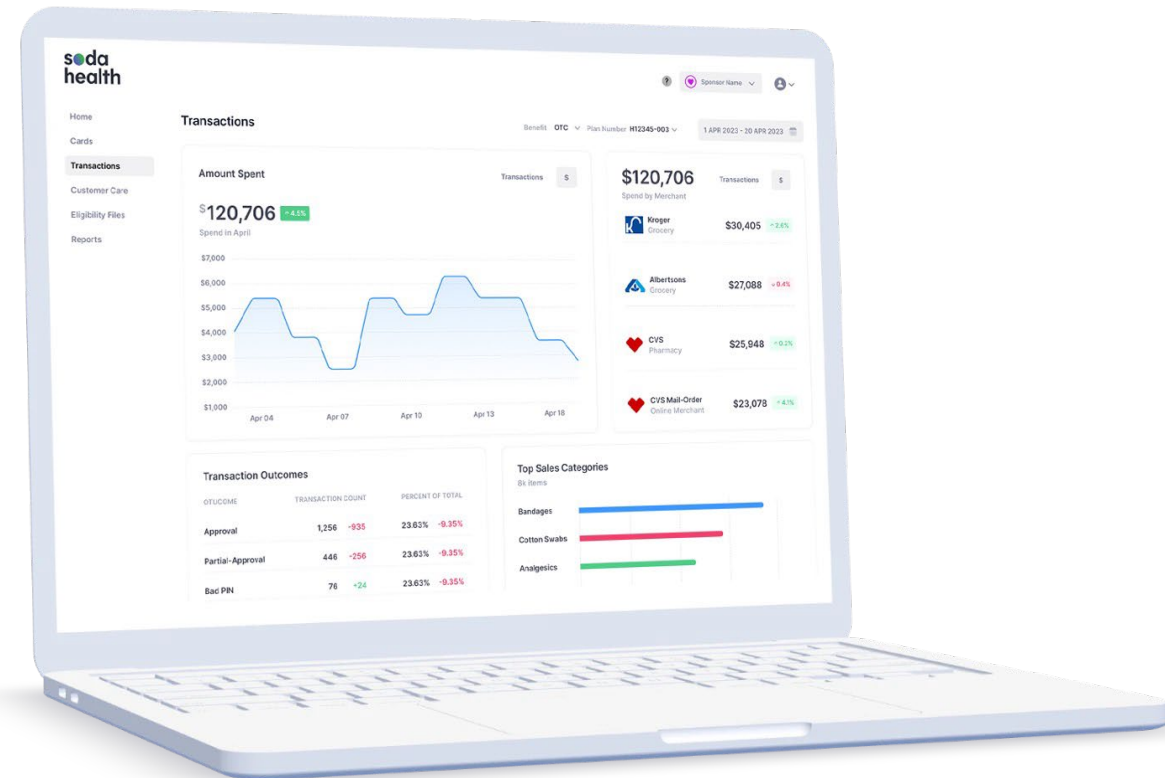 soda
health
Sponsor Name
Home
Cards
Transactions
Customer Care
Eligibility Files
Reports
Transactions
Benefit OTC Plan Number H12345-003
1 APR 2023 - 20 APR 2023
Amount Spent
Transactions $
$120,706 4.5%
Spend in April
$7,000
$6,000
$5,000
$4,000
$3,000
$2,000
$1,000
Apr 04 Apr 07 Apr 10 Apr 13 Apr 18
$120,706 Transactions $
Spend by Merchant
Kroger
Grocery
$30,405 2.6%
Albertsons
Grocery
$27,088 0.4%
CVS
Pharmacy
$25,948
CVS Mail-Order
Online Merchant
$23,078 4.1%
Transaction Outcomes
OTUCOME TRANSACTION COUNT PERCENT OF TOTAL
Approval 1,256 -935 23.63% -9.35%
Partial-Approval 446 -256 23.63% -9.35%
Bad PIN 76 +24 23.63% -9.35%
Top Sales Categories
8k items
Bandages
Cotton Swabs
Analgesics